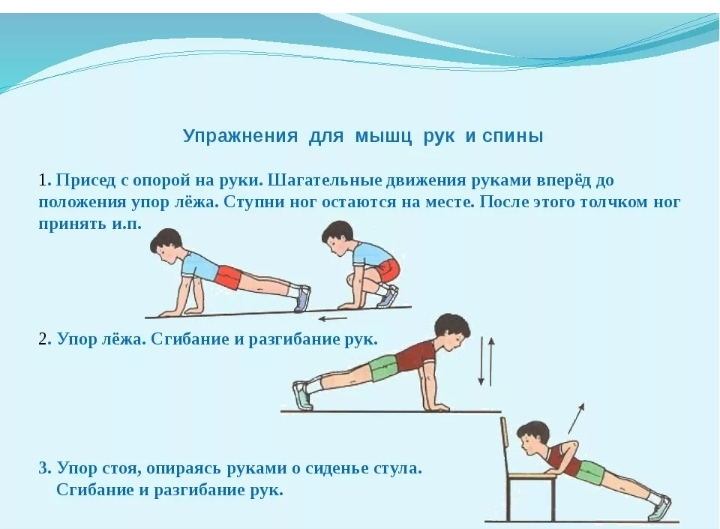 Упражнения для мышц рук и спины
1. Присед с опорой на руки. Шагательные движения руками вперёд до
положения упор лёжа. Ступни ног остаются на месте. После этого толчком ног
принять и.п.
2. Упор лёжа. Сгибание и разгибание рук.
3. Упор стоя, опираясь руками о сиденье стула.
Сгибание и разгибание рук.